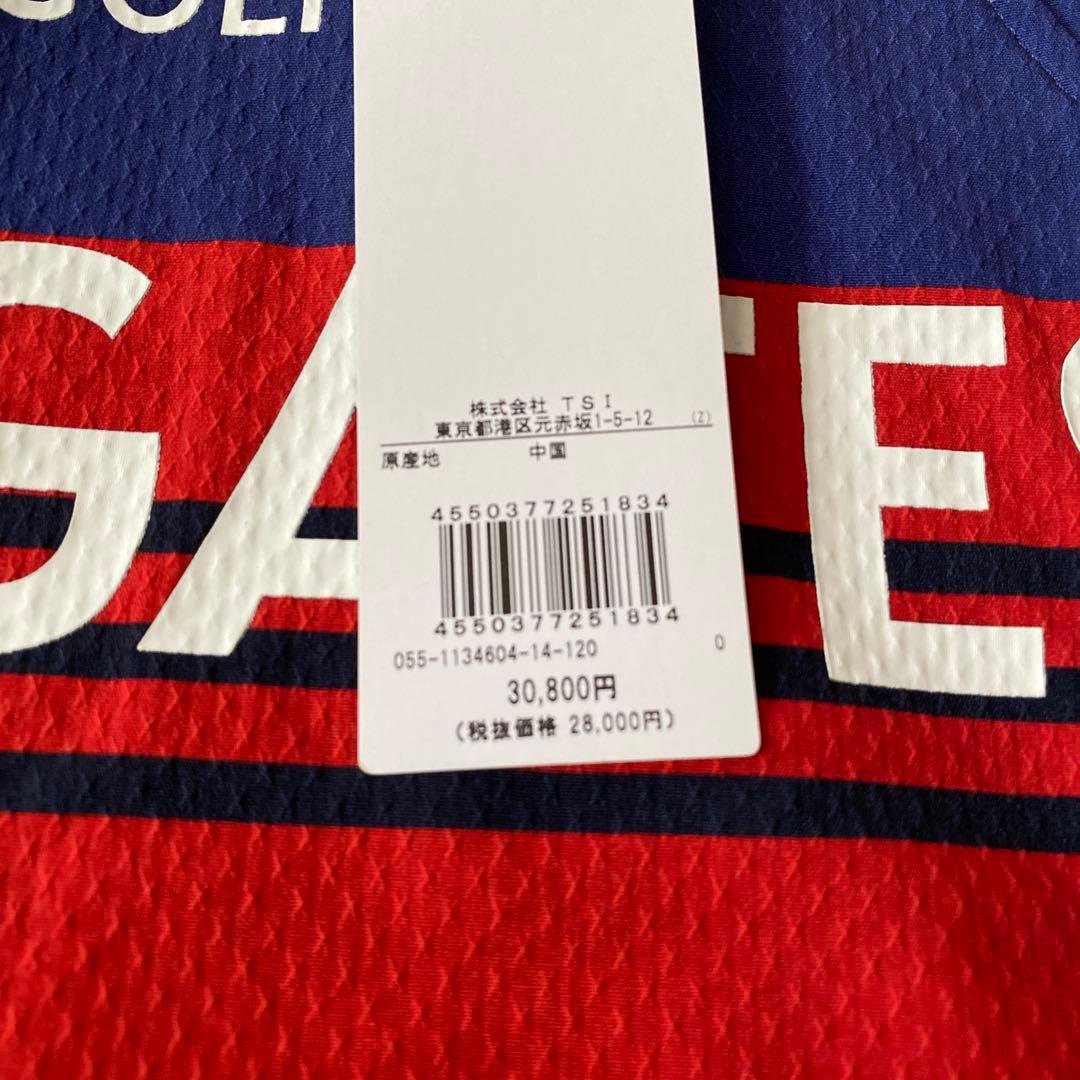 GOLF
GATES
株式会社 TSI
東京都港区元赤坂1-5-12 (Z)
原産地 中国
4550377251834
4550377251834
055-1134604-14-120 0
30,800円
(税抜価格 28,000円)